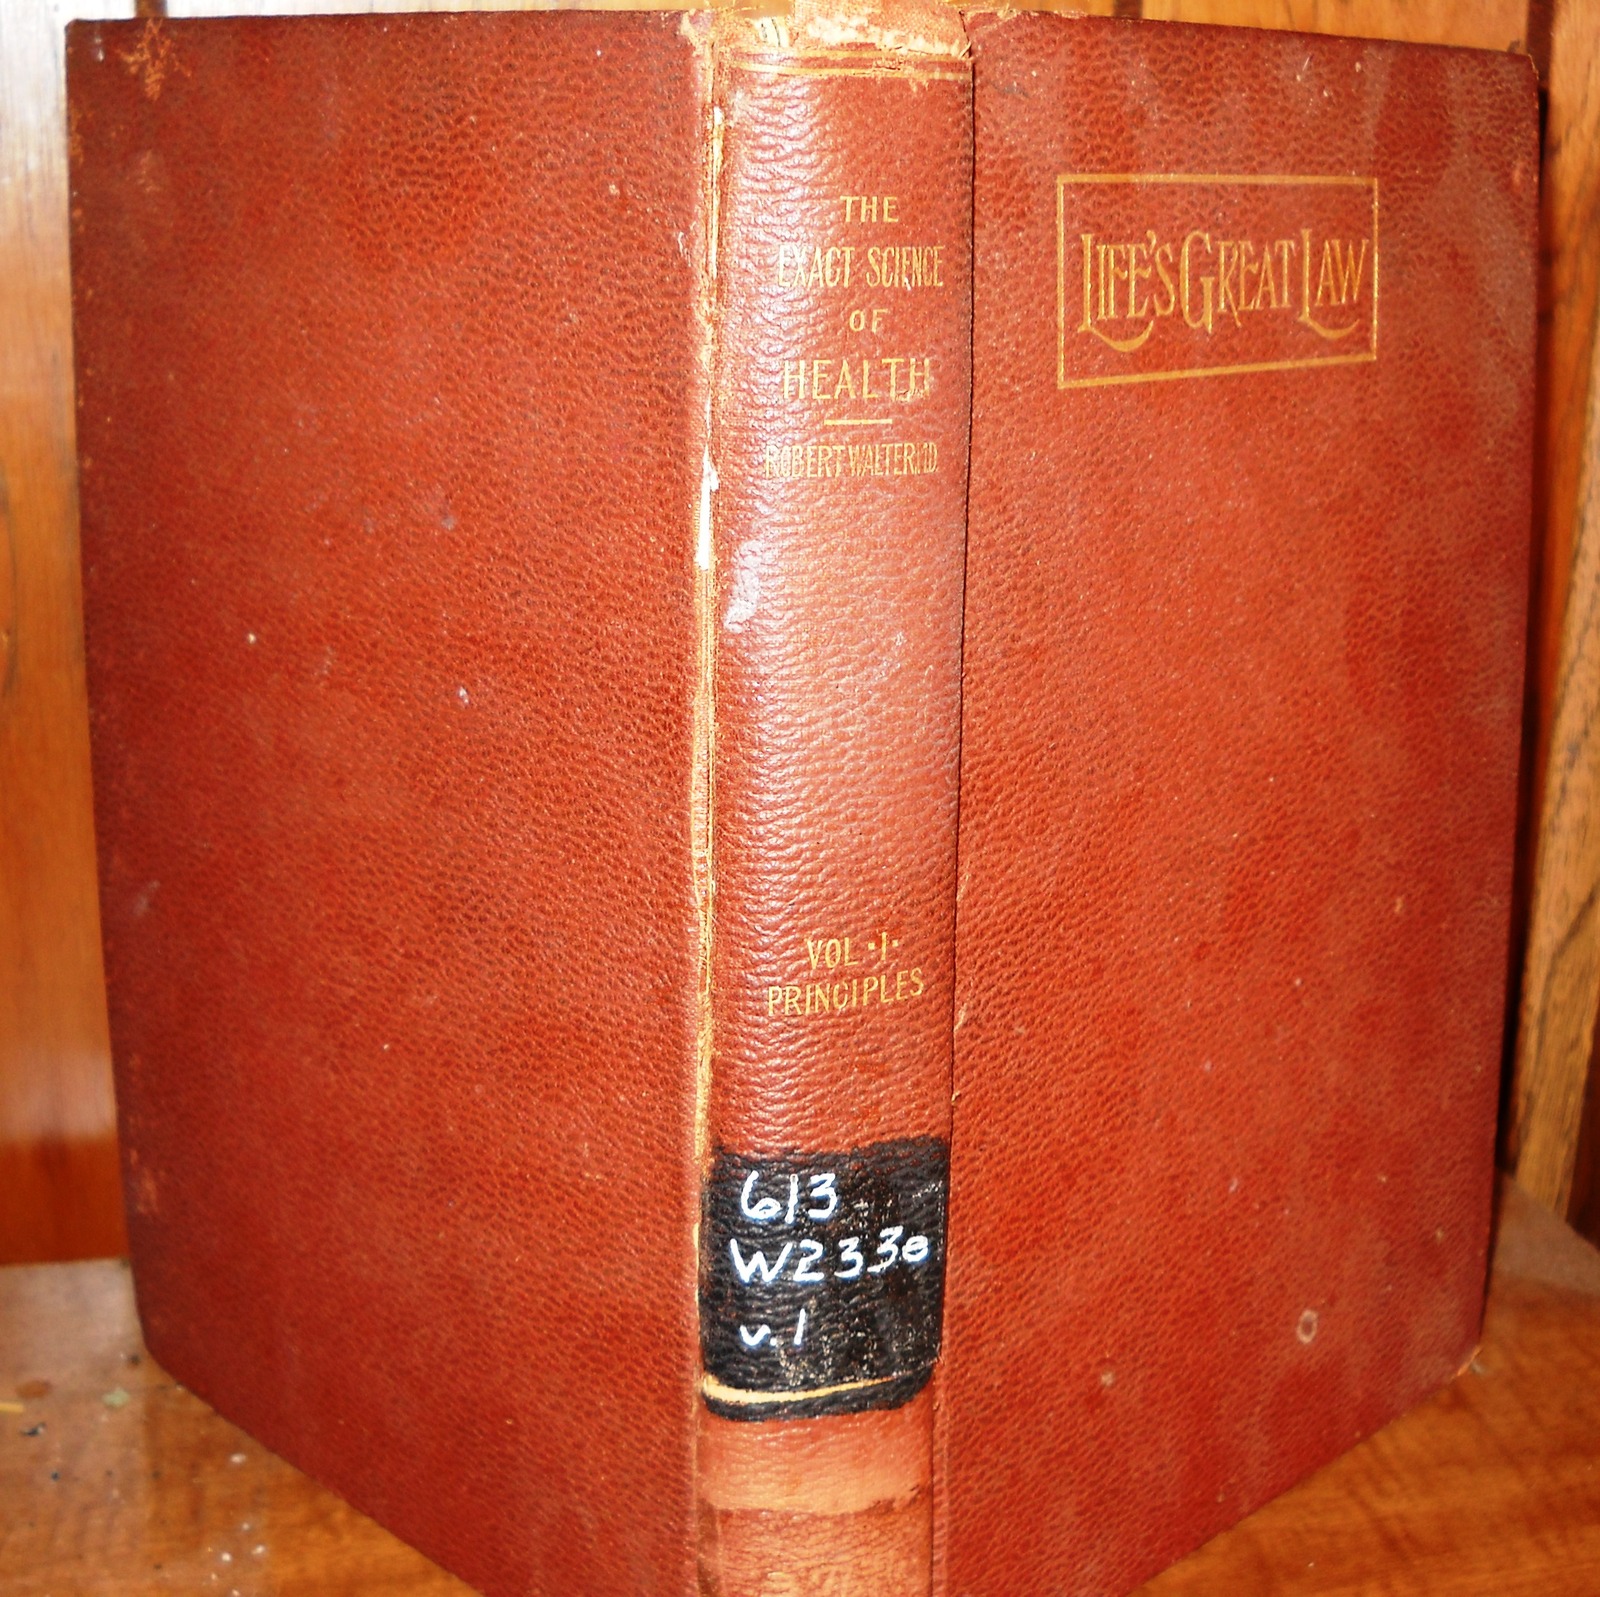 THE
EXACT SCIENCE
OF
HEALTH
ROBERT WALTER, M.D.
VOL · I ·
PRINCIPLES
613
W233e
v. 1
LIFE'S GREAT LAW